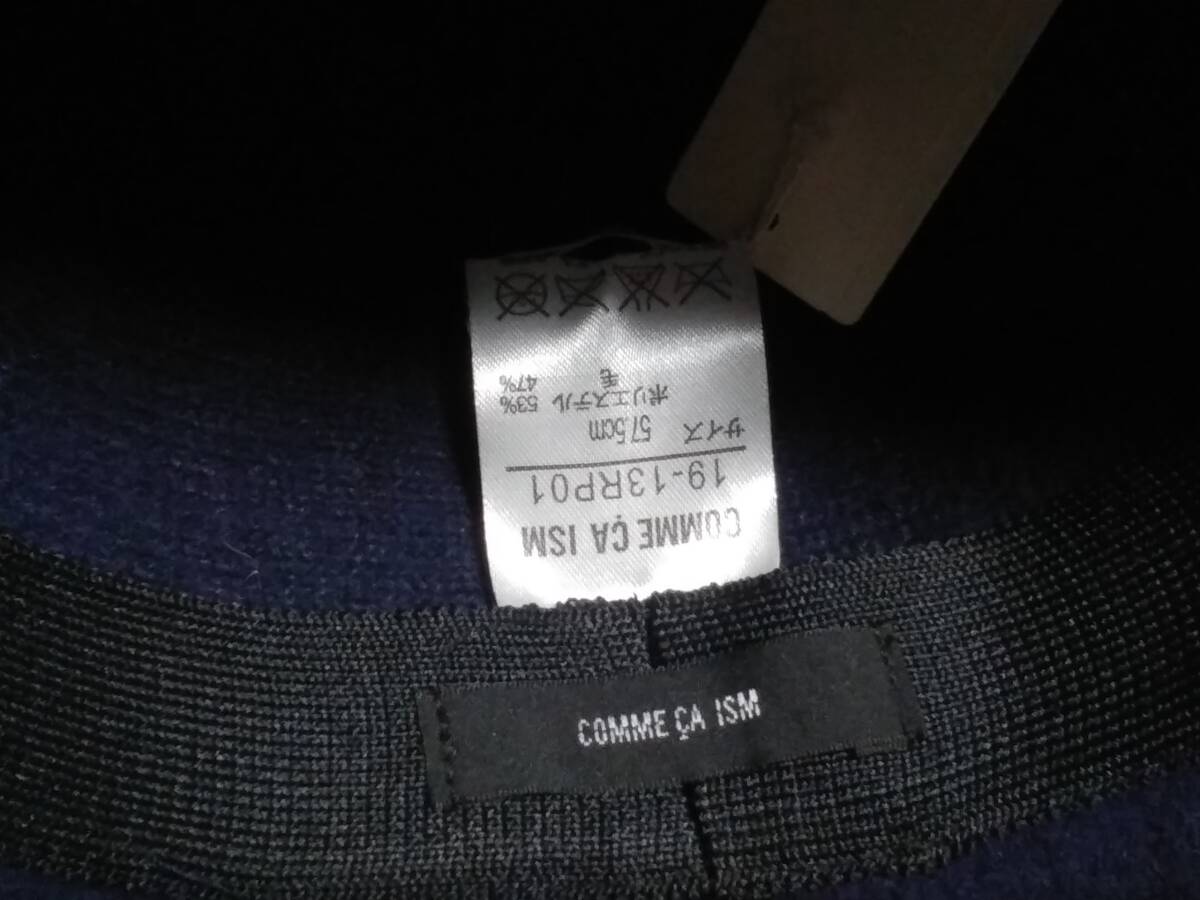 COMME ÇA ISM
19-13RP01
サイズ 57.5cm
ポリエステル 53%
毛 47%
COMME ÇA ISM